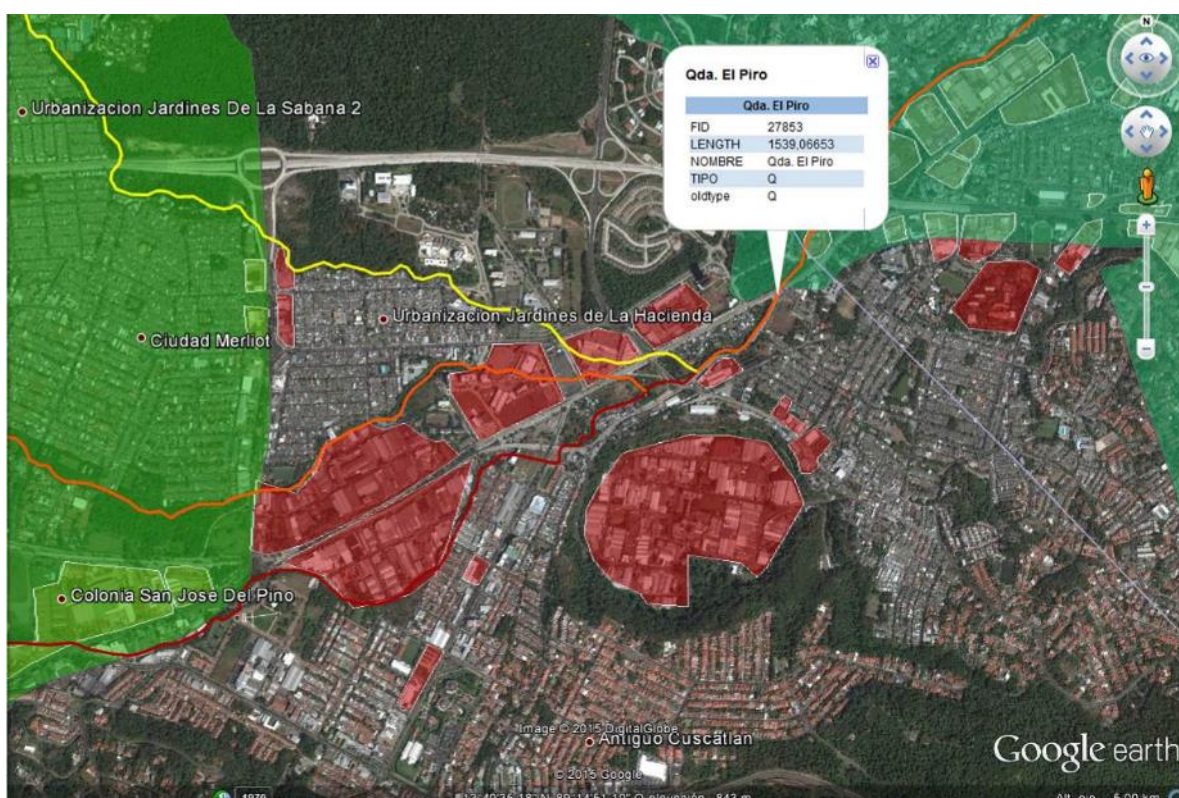 N
Qda. El Piro
Qda. El Piro
FID 27853
LENGTH 1539,06653
NOMBRE Qda. El Piro
TIPO Q
oldtype Q
Urbanizacion Jardines De La Sabana 2
Urbanizacion Jardines de La Hacienda
Ciudad Merliot
Colonia San Jose Del Pino
Image © 2015 DigitalGlobe
Antiguo Cuscatlan
© 2015 Google
Google earth